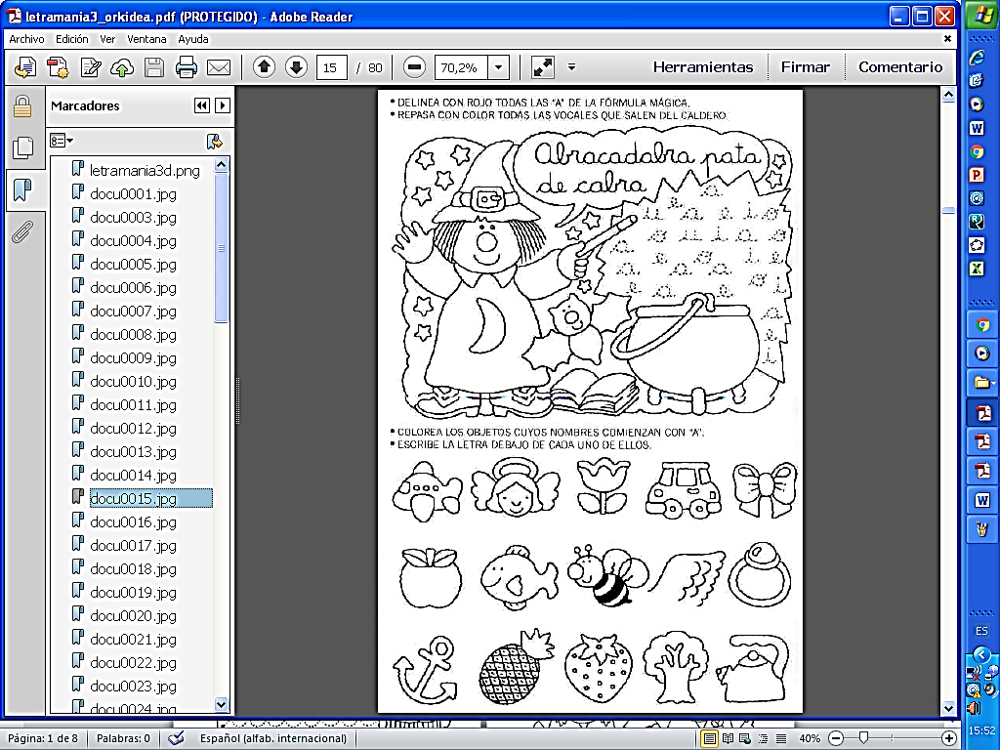 letramania3_orkidea.pdf (PROTEGIDO) - Adobe Reader
Archivo Edición Ver Ventana Ayuda
15 / 80 70,2% Herramientas Firmar Comentario
Marcadores
letramania3d.png
docu0001.jpg
docu0003.jpg
docu0004.jpg
docu0005.jpg
docu0006.jpg
docu0007.jpg
docu0008.jpg
docu0009.jpg
docu0010.jpg
docu0011.jpg
docu0012.jpg
docu0013.jpg
docu0014.jpg
docu0015.jpg
docu0016.jpg
docu0017.jpg
docu0018.jpg
docu0019.jpg
docu0020.jpg
docu0021.jpg
docu0022.jpg
docu0023.jpg
docu0024.jpg
• DELINEA CON ROJO TODAS LAS "A" DE LA FÓRMULA MÁGICA.
• REPASA CON COLOR TODAS LAS VOCALES QUE SALEN DEL CALDERO.
Abracadabra pata
de cabra
• COLOREA LOS OBJETOS CUYOS NOMBRES COMIENZAN CON "A".
• ESCRIBE LA LETRA DEBAJO DE CADA UNO DE ELLOS.
ES
15:52
Página: 1 de 8 Palabras: 0 Español (alfab. internacional) 40%